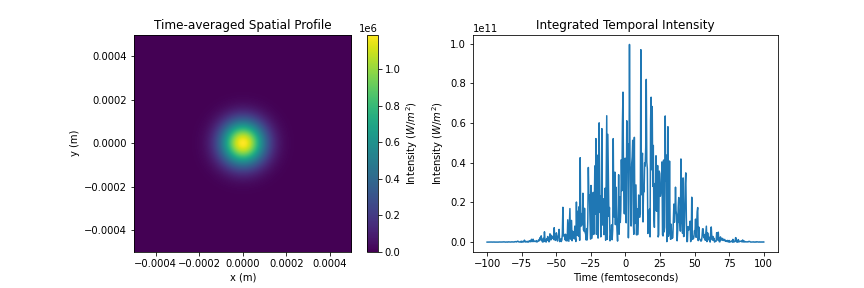 Time-averaged Spatial Profile
1e6
0.0004
0.0002
0.0000
−0.0002
−0.0004
y (m)
−0.0004 −0.0002 0.0000 0.0002 0.0004
x (m)
1.0
0.8
0.6
0.4
0.2
0.0
Intensity (W/m²)
Integrated Temporal Intensity
1e11
1.0
0.8
0.6
0.4
0.2
0.0
Intensity (W/m²)
−100 −75 −50 −25 0 25 50 75 100
Time (femtoseconds)